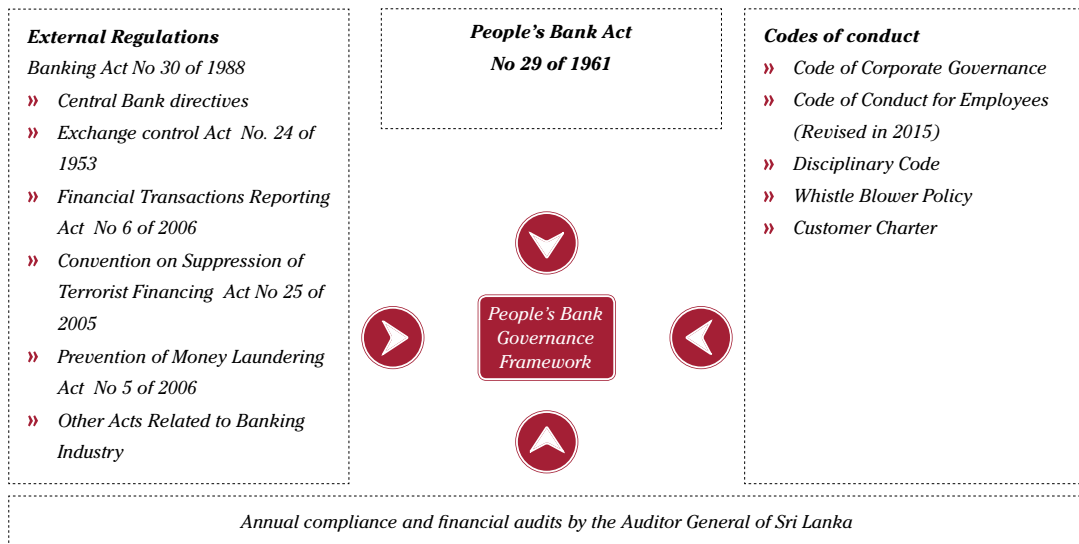 External Regulations
Banking Act No 30 of 1988
» Central Bank directives
» Exchange control Act No. 24 of
1953
» Financial Transactions Reporting
Act No 6 of 2006
» Convention on Suppression of
Terrorist Financing Act No 25 of
2005
» Prevention of Money Laundering
Act No 5 of 2006
» Other Acts Related to Banking
Industry
People's Bank Act
No 29 of 1961
People's Bank
Governance
Framework
Codes of conduct
» Code of Corporate Governance
» Code of Conduct for Employees
(Revised in 2015)
» Disciplinary Code
» Whistle Blower Policy
» Customer Charter
Annual compliance and financial audits by the Auditor General of Sri Lanka